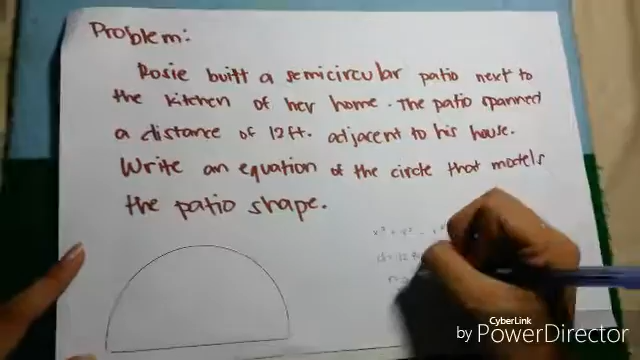 Problem:
Rosie built a semicircular patio next to
the kitchen of her home. The patio spanned
a distance of 12ft. adjacent to his house.
Write an equation of the circle that models
the patio shape.
CyberLink
by PowerDirector